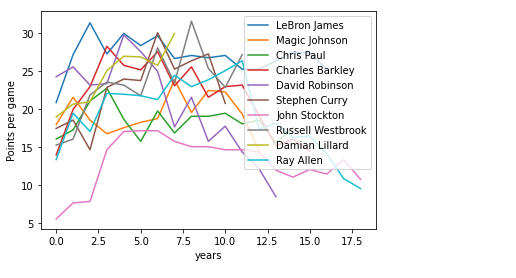 30
25
20
15
10
5
Points per game
0.0 2.5 5.0 7.5 10.0 12.5 15.0 17.5
years
LeBron James
Magic Johnson
Chris Paul
Charles Barkley
David Robinson
Stephen Curry
John Stockton
Russell Westbrook
Damian Lillard
Ray Allen